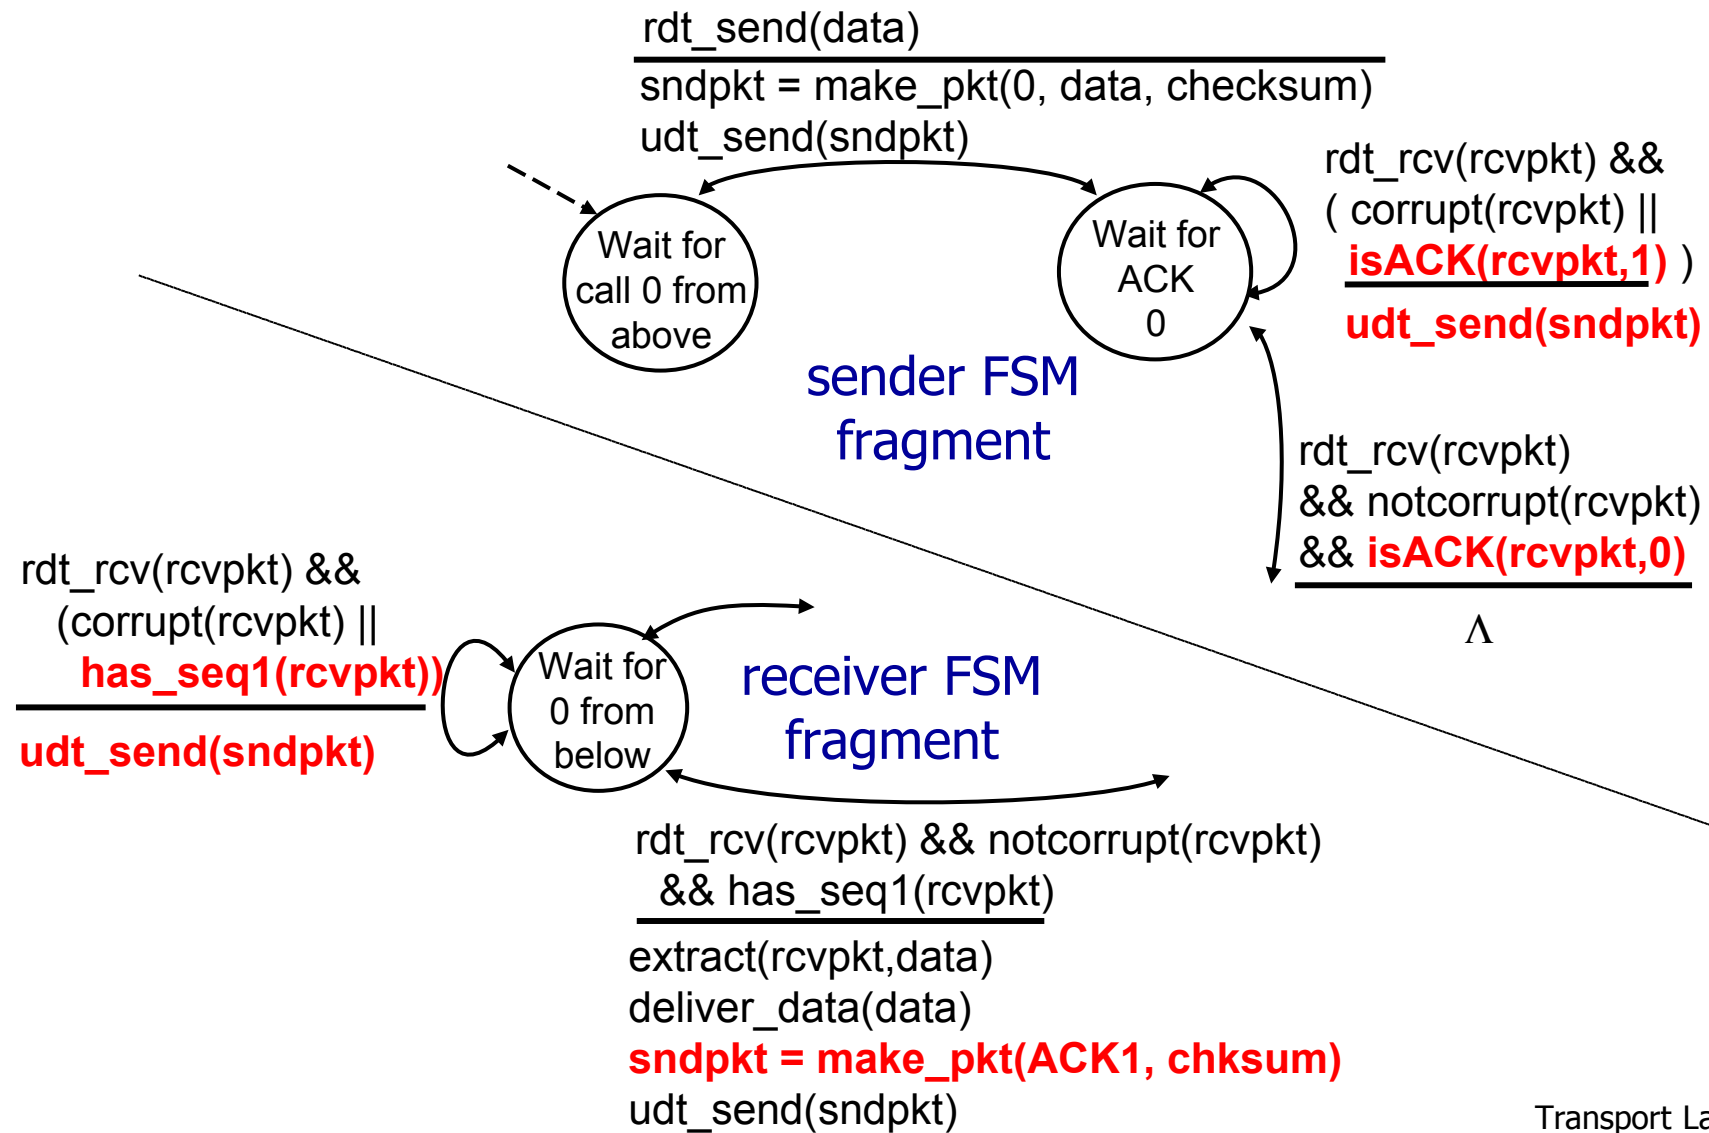 rdt_send(data)
sndpkt = make_pkt(0, data, checksum)
udt_send(sndpkt)
Wait for
call 0 from
above
Wait for
ACK
0
rdt_rcv(rcvpkt) &&
( corrupt(rcvpkt) ||
isACK(rcvpkt,1) )
udt_send(sndpkt)
sender FSM
fragment
rdt_rcv(rcvpkt)
&& notcorrupt(rcvpkt)
&& isACK(rcvpkt,0)
Λ
rdt_rcv(rcvpkt) &&
(corrupt(rcvpkt) ||
has_seq1(rcvpkt))
udt_send(sndpkt)
Wait for
0 from
below
receiver FSM
fragment
rdt_rcv(rcvpkt) && notcorrupt(rcvpkt)
&& has_seq1(rcvpkt)
extract(rcvpkt,data)
deliver_data(data)
sndpkt = make_pkt(ACK1, chksum)
udt_send(sndpkt)
Transport La